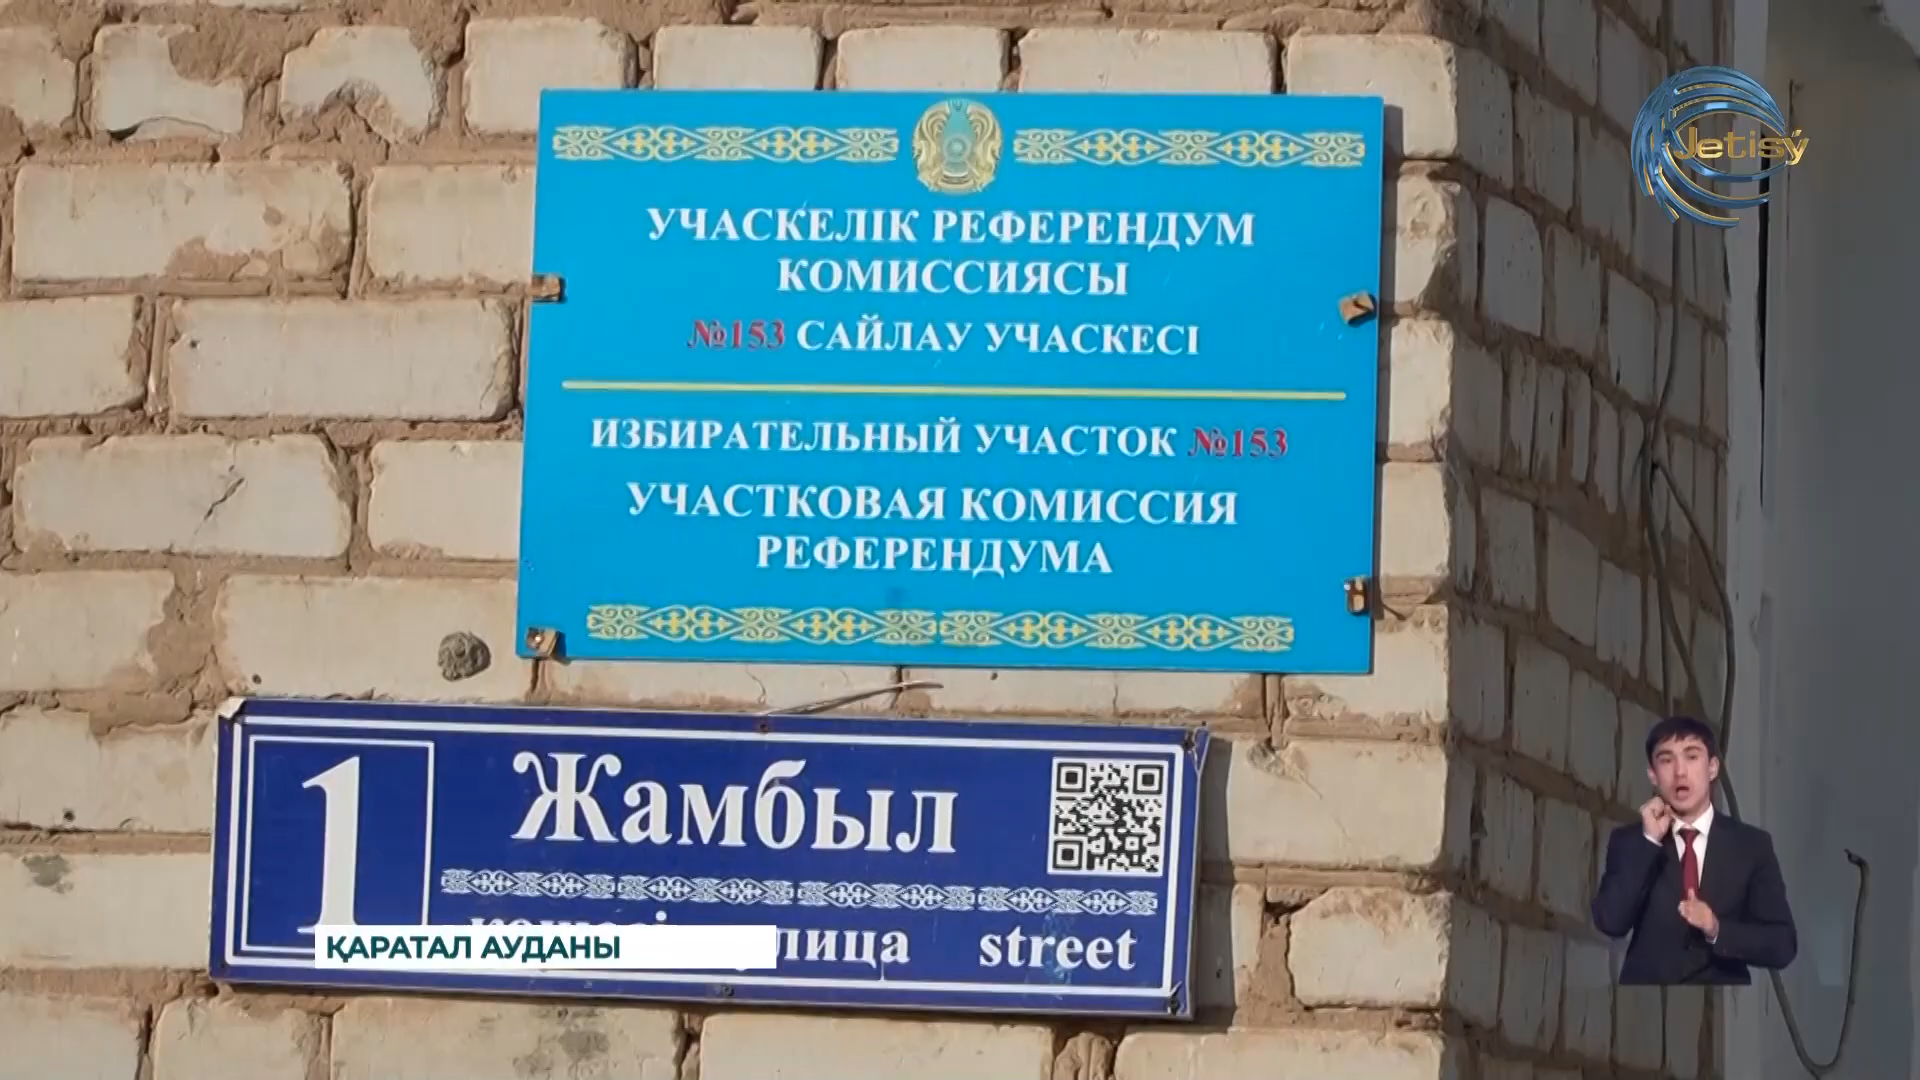 Jetisý
УЧАСКЕЛІК РЕФЕРЕНДУМ
КОМИССИЯСЫ
№153 САЙЛАУ УЧАСКЕСІ
ИЗБИРАТЕЛЬНЫЙ УЧАСТОК №153
УЧАСТКОВАЯ КОМИССИЯ
РЕФЕРЕНДУМА
1 Жамбыл
street
ҚАРАТАЛ АУДАНЫ